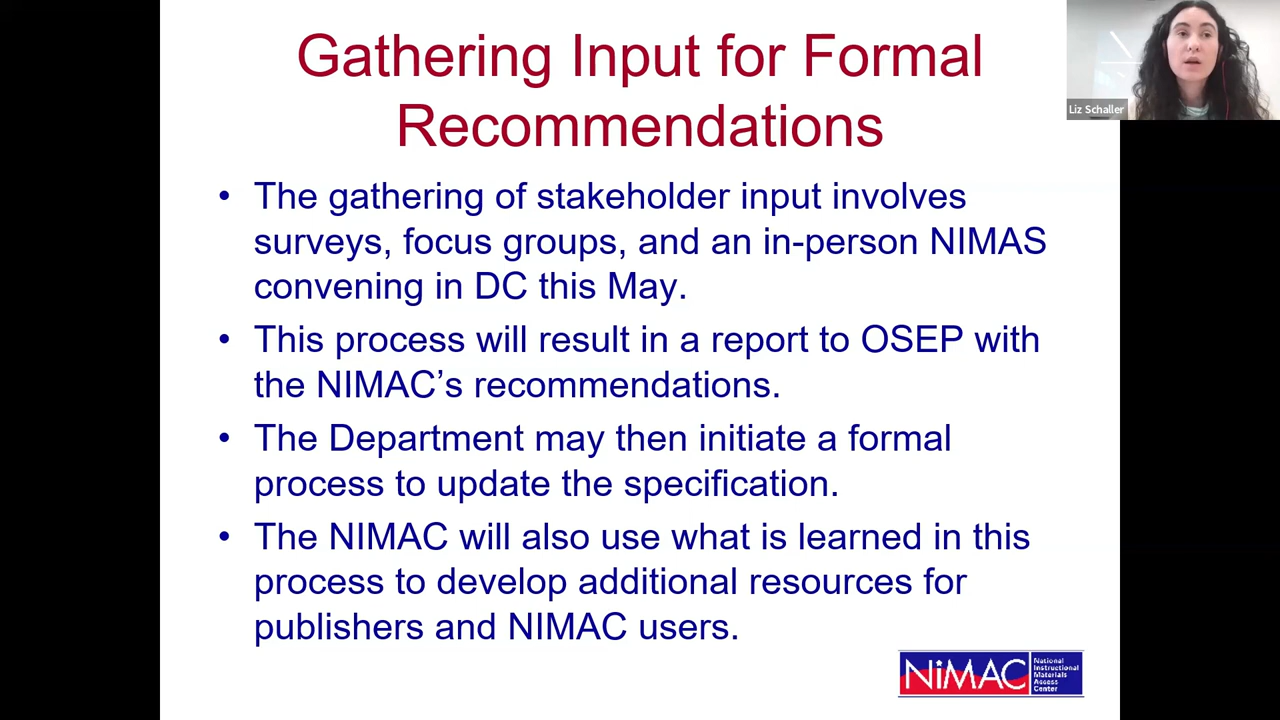 Gathering Input for Formal
Recommendations
Liz Schaller
• The gathering of stakeholder input involves
surveys, focus groups, and an in-person NIMAS
convening in DC this May.
• This process will result in a report to OSEP with
the NIMAC’s recommendations.
• The Department may then initiate a formal
process to update the specification.
• The NIMAC will also use what is learned in this
process to develop additional resources for
publishers and NIMAC users.
NiMAC
National
Instructional
Materials
Access
Center